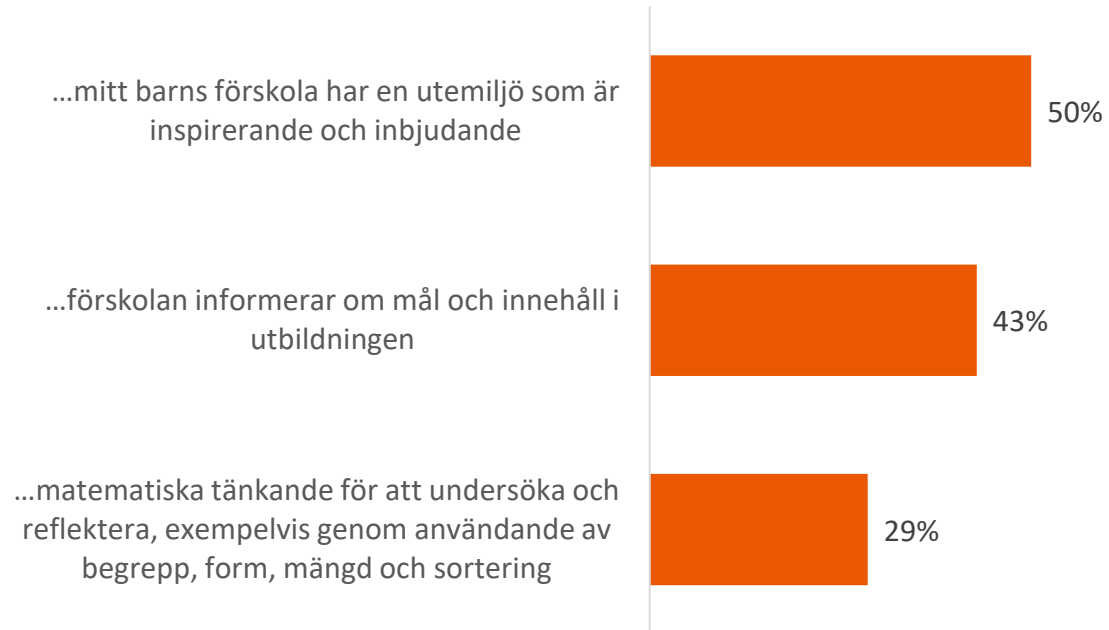 ...mitt barns förskola har en utemiljö som är
inspirerande och inbjudande
50%
...förskolan informerar om mål och innehåll i
utbildningen
43%
...matematiska tänkande för att undersöka och
reflektera, exempelvis genom användande av
begrepp, form, mängd och sortering
29%